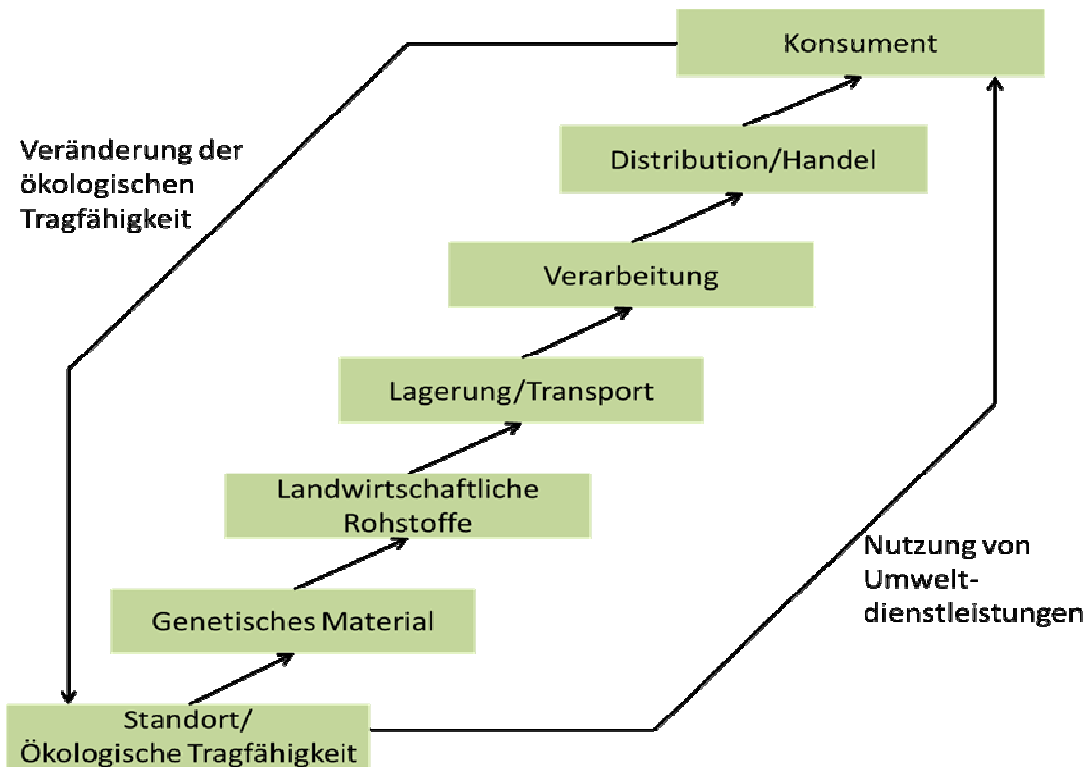 Konsument
Veränderung der
ökologischen
Tragfähigkeit
Distribution/Handel
Verarbeitung
Lagerung/Transport
Landwirtschaftliche
Rohstoffe
Nutzung von
Umwelt-
dienstleistungen
Genetisches Material
Standort/
Ökologische Tragfähigkeit